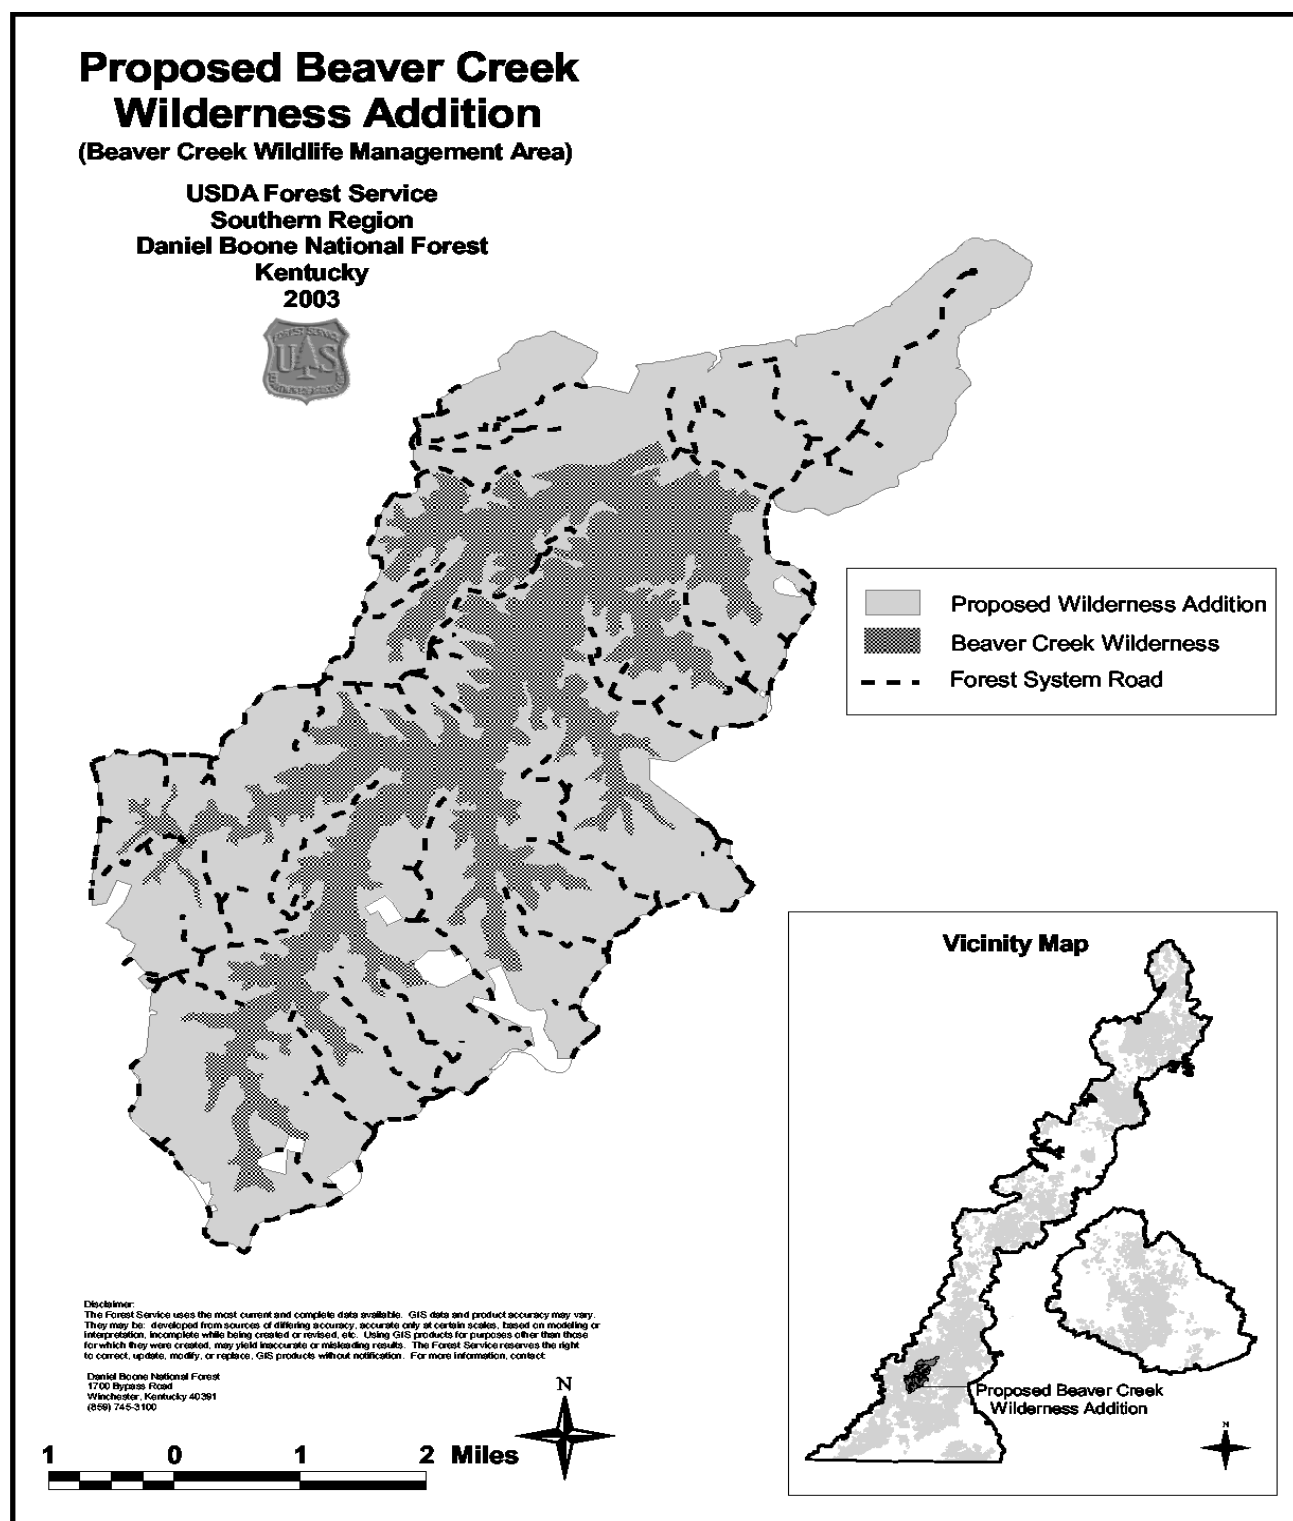 Proposed Beaver Creek
Wilderness Addition
(Beaver Creek Wildlife Management Area)
USDA Forest Service
Southern Region
Daniel Boone National Forest
Kentucky
2003
FOREST SERVICE
U S
Proposed Wilderness Addition
Beaver Creek Wilderness
Forest System Road
Vicinity Map
Proposed Beaver Creek
Wilderness Addition
N
Disclaimer:
The Forest Service uses the most current and complete data available. GIS data and product accuracy may vary.
They may be: developed from sources of differing accuracy, accurate only at certain scales, based on modeling or
interpretation, incomplete while being created or revised, etc. Using GIS products for purposes other than those
for which they were created, may yield inaccurate or misleading results. The Forest Service reserves the right
to correct, update, modify, or replace, GIS products without notification. For more information, contact:
Daniel Boone National Forest
1700 Bypass Road
Winchester, Kentucky 40391
(859) 745-3100
N
1 0 1 2 Miles